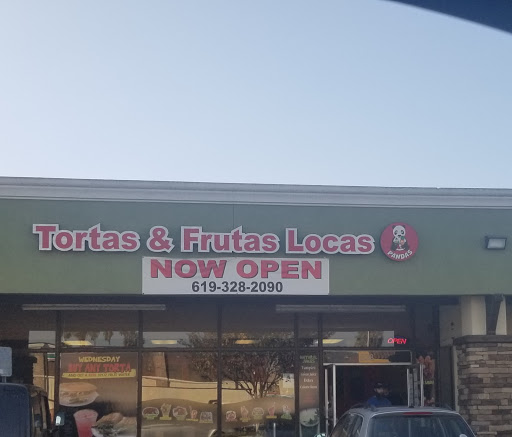 Tortas & Frutas Locas
PANDAS
NOW OPEN
619-328-2090
OPEN
WEDNESDAY